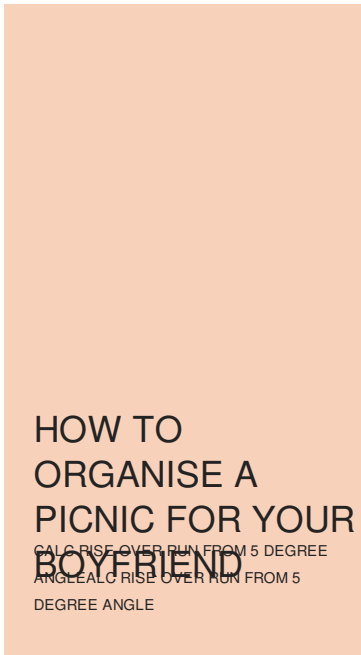 HOW TO
ORGANISE A
PICNIC FOR YOUR
BOYFRIEND
CALC RISE OVER RUN FROM 5 DEGREE
ANGLEALC RISE OVER RUN FROM 5
DEGREE ANGLE